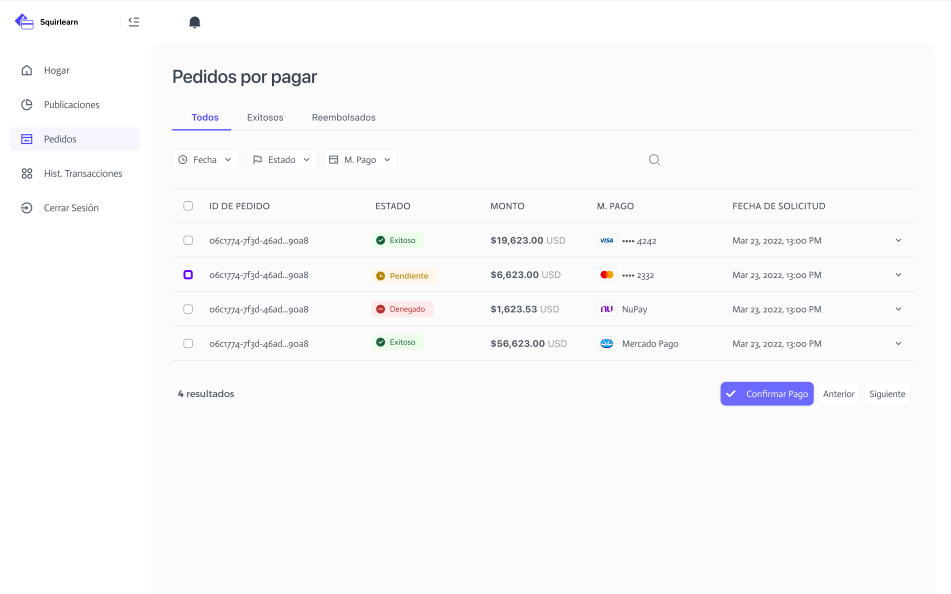 Squirlearn
Hogar
Publicaciones
Pedidos
Hist. Transacciones
Cerrar Sesión
Pedidos por pagar
Todos Exitosos Reembolsados
Fecha Estado M. Pago
ID DE PEDIDO ESTADO MONTO M. PAGO FECHA DE SOLICITUD
06c1774-7f3d-46ad...90a8 Exitoso $19,623.00 USD VISA •••• 4242 Mar 23, 2022, 13:00 PM
06c1774-7f3d-46ad...90a8 Pendiente $6,623.00 USD •••• 2332 Mar 23, 2022, 13:00 PM
06c1774-7f3d-46ad...90a8 Denegado $1,623.53 USD nu NuPay Mar 23, 2022, 13:00 PM
06c1774-7f3d-46ad...90a8 Exitoso $56,623.00 USD Mercado Pago Mar 23, 2022, 13:00 PM
4 resultados Confirmar Pago Anterior Siguiente